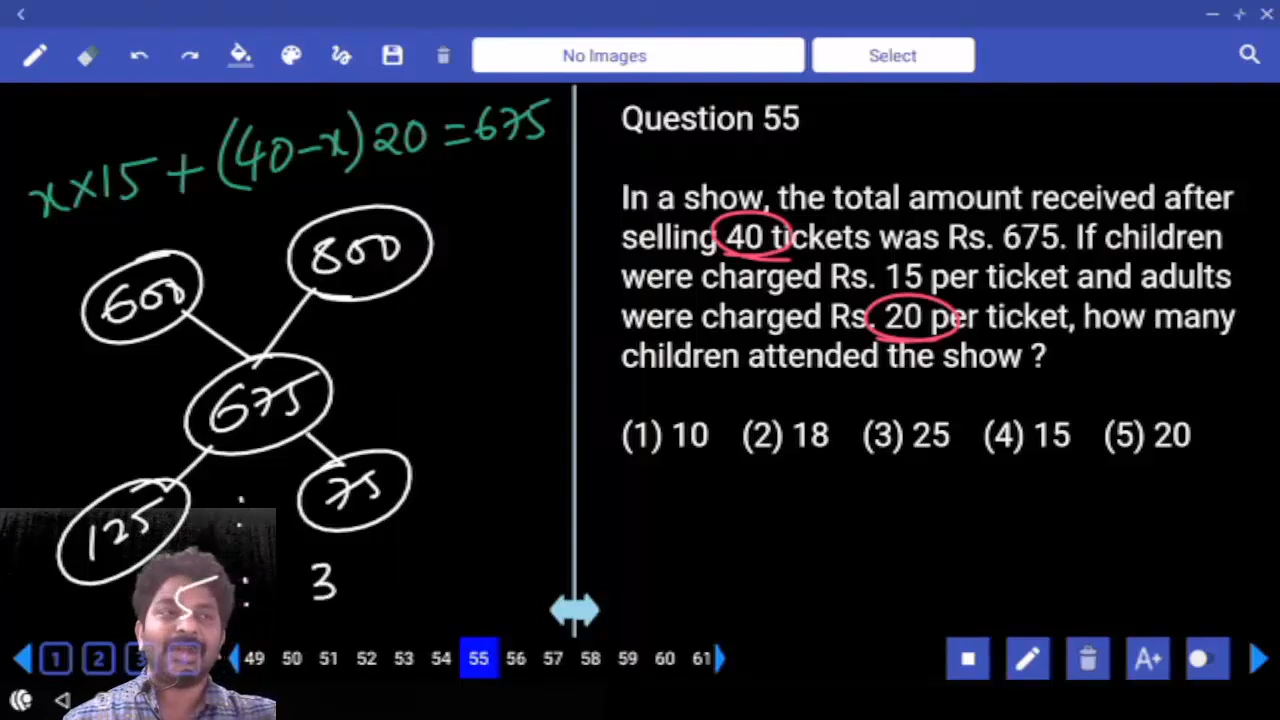 No Images
Select
x×15+(40-x)20=675
600
800
675
125 : 75
5 : 3
Question 55
In a show, the total amount received after
selling 40 tickets was Rs. 675. If children
were charged Rs. 15 per ticket and adults
were charged Rs. 20 per ticket, how many
children attended the show ?
(1) 10 (2) 18 (3) 25 (4) 15 (5) 20
1 2 3 49 50 51 52 53 54 55 56 57 58 59 60 61
A+